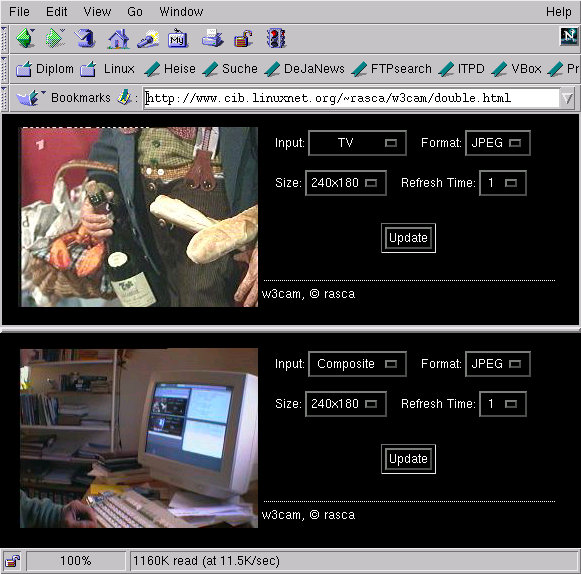 File Edit View Go Window Help
My N
Diplom Linux Heise Suche DeJaNews FTPsearch ITPD VBox Pr
Bookmarks : http://www.cib.linuxnet.org/~rasca/w3cam/double.html
Input: TV Format: JPEG
Size: 240x180 Refresh Time: 1
Update
w3cam, © rasca
Input: Composite Format: JPEG
Size: 240x180 Refresh Time: 1
Update
w3cam, © rasca
100% 1160K read (at 11.5K/sec)